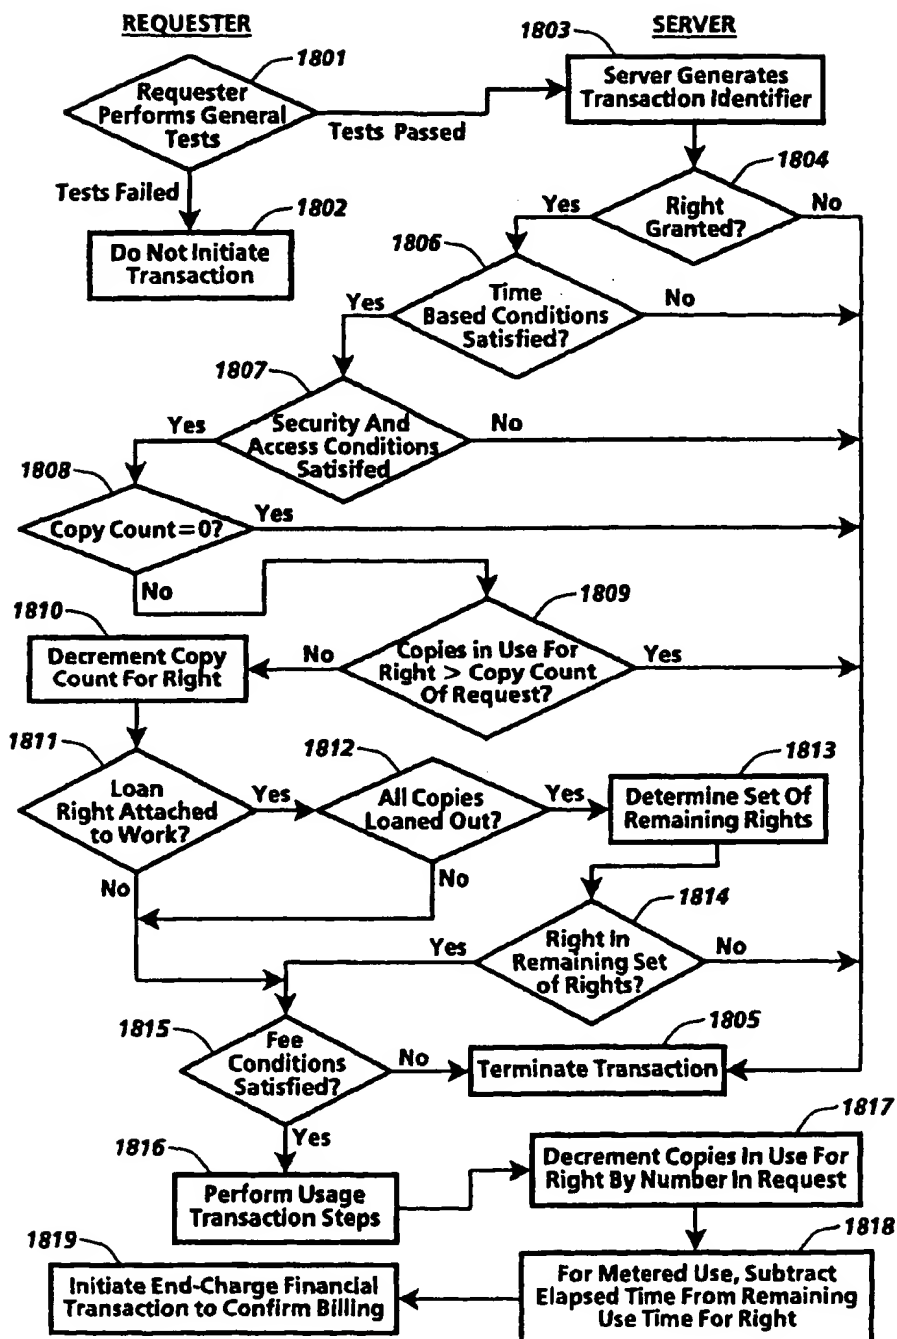 REQUESTER
SERVER
1801
1803
Requester
Performs General
Tests
Server Generates
Transaction Identifier
Tests Passed
Tests Failed
1802
1804
Do Not Initiate
Transaction
Right
Granted?
Yes
No
1806
Time
Based Conditions
Satisfied?
Yes
No
1807
Security And
Access Conditions
Satisifed
Yes
No
1808
Copy Count=0?
Yes
No
1809
1810
Copies in Use For
Right > Copy Count
Of Request?
No
Yes
Decrement Copy
Count For Right
1811
1812
1813
Loan
Right Attached
to Work?
Yes
All Copies
Loaned Out?
Yes
Determine Set Of
Remaining Rights
No
No
1814
Right in
Remaining Set
of Rights?
Yes
No
1815
1805
Fee
Conditions
Satisfied?
No
Terminate Transaction
Yes
1816
1817
Perform Usage
Transaction Steps
Decrement Copies In Use For
Right By Number In Request
1819
1818
Initiate End-Charge Financial
Transaction to Confirm Billing
For Metered Use, Subtract
Elapsed Time From Remaining
Use Time For Right